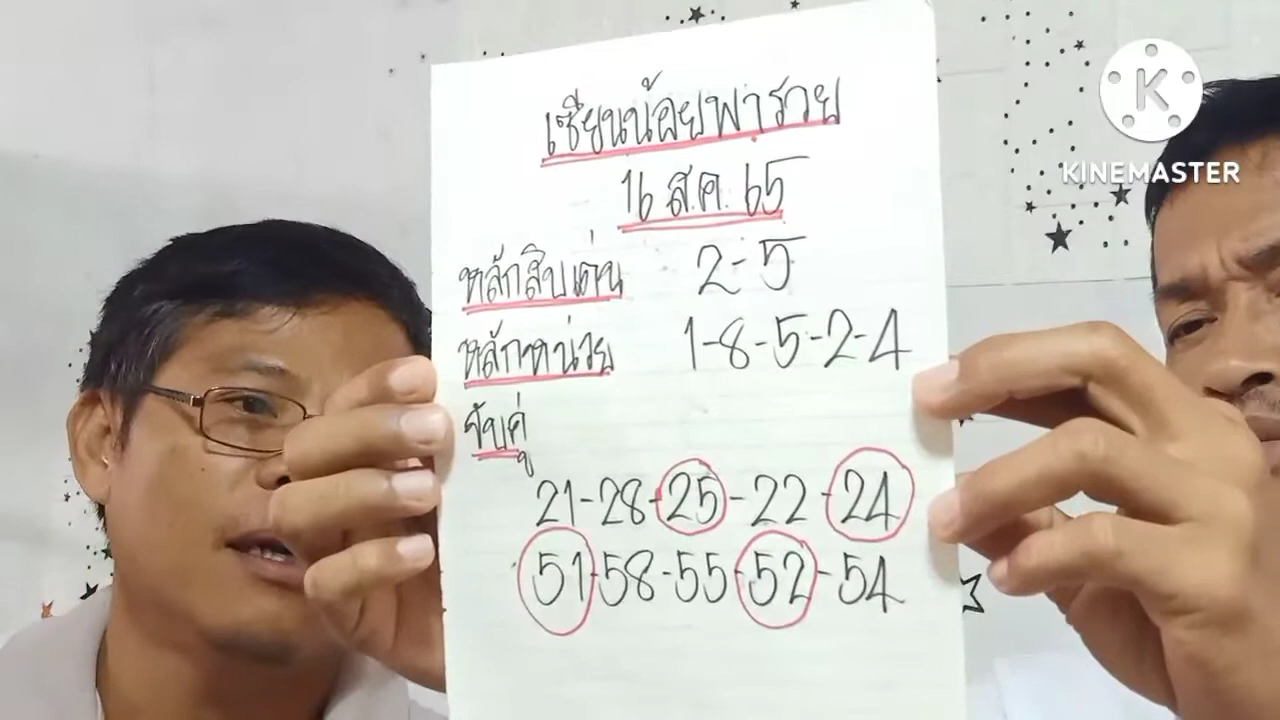 เซียนน้อยพารวย
16 ส.ค. 65
หลักสิบเด่น 2-5
หลักหน่วย 1-8-5-2-4
จับคู่
21-28-25-22-24
51-58-55-52-54
K
KINEMASTER